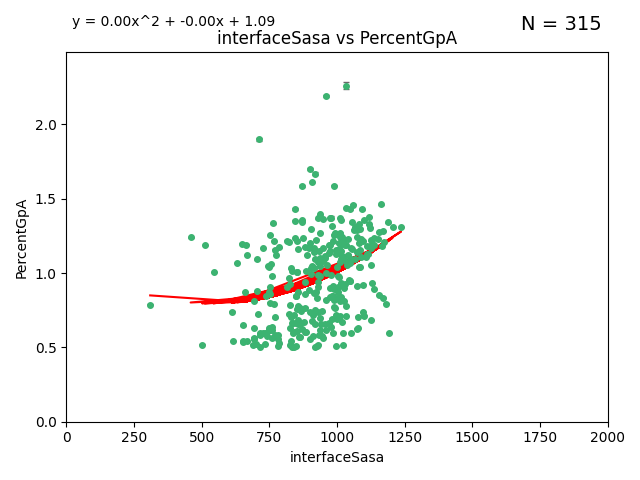 y = 0.00x^2 + -0.00x + 1.09
N = 315
interfaceSasa vs PercentGpA
PercentGpA
2.0
1.5
1.0
0.5
0.0
0 250 500 750 1000 1250 1500 1750 2000
interfaceSasa